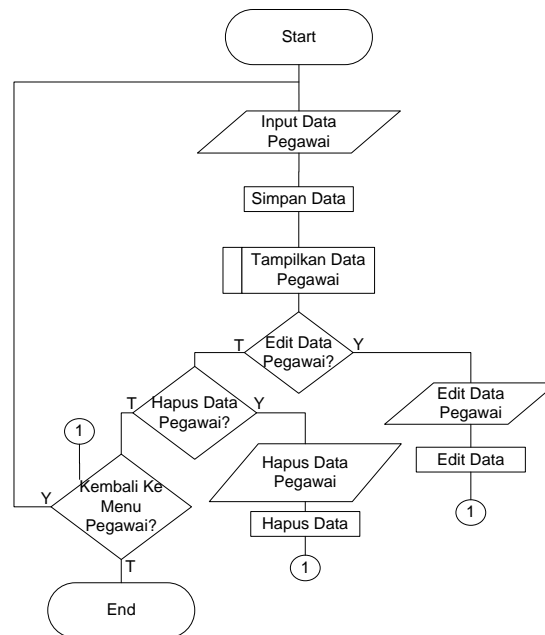 Start
Input Data
Pegawai
Simpan Data
Tampilkan Data
Pegawai
T
Edit Data
Pegawai?
Y
T
Hapus Data
Pegawai?
Y
Edit Data
Pegawai
Edit Data
1
1
Hapus Data
Pegawai
Hapus Data
1
Y
Kembali Ke
Menu
Pegawai?
T
End